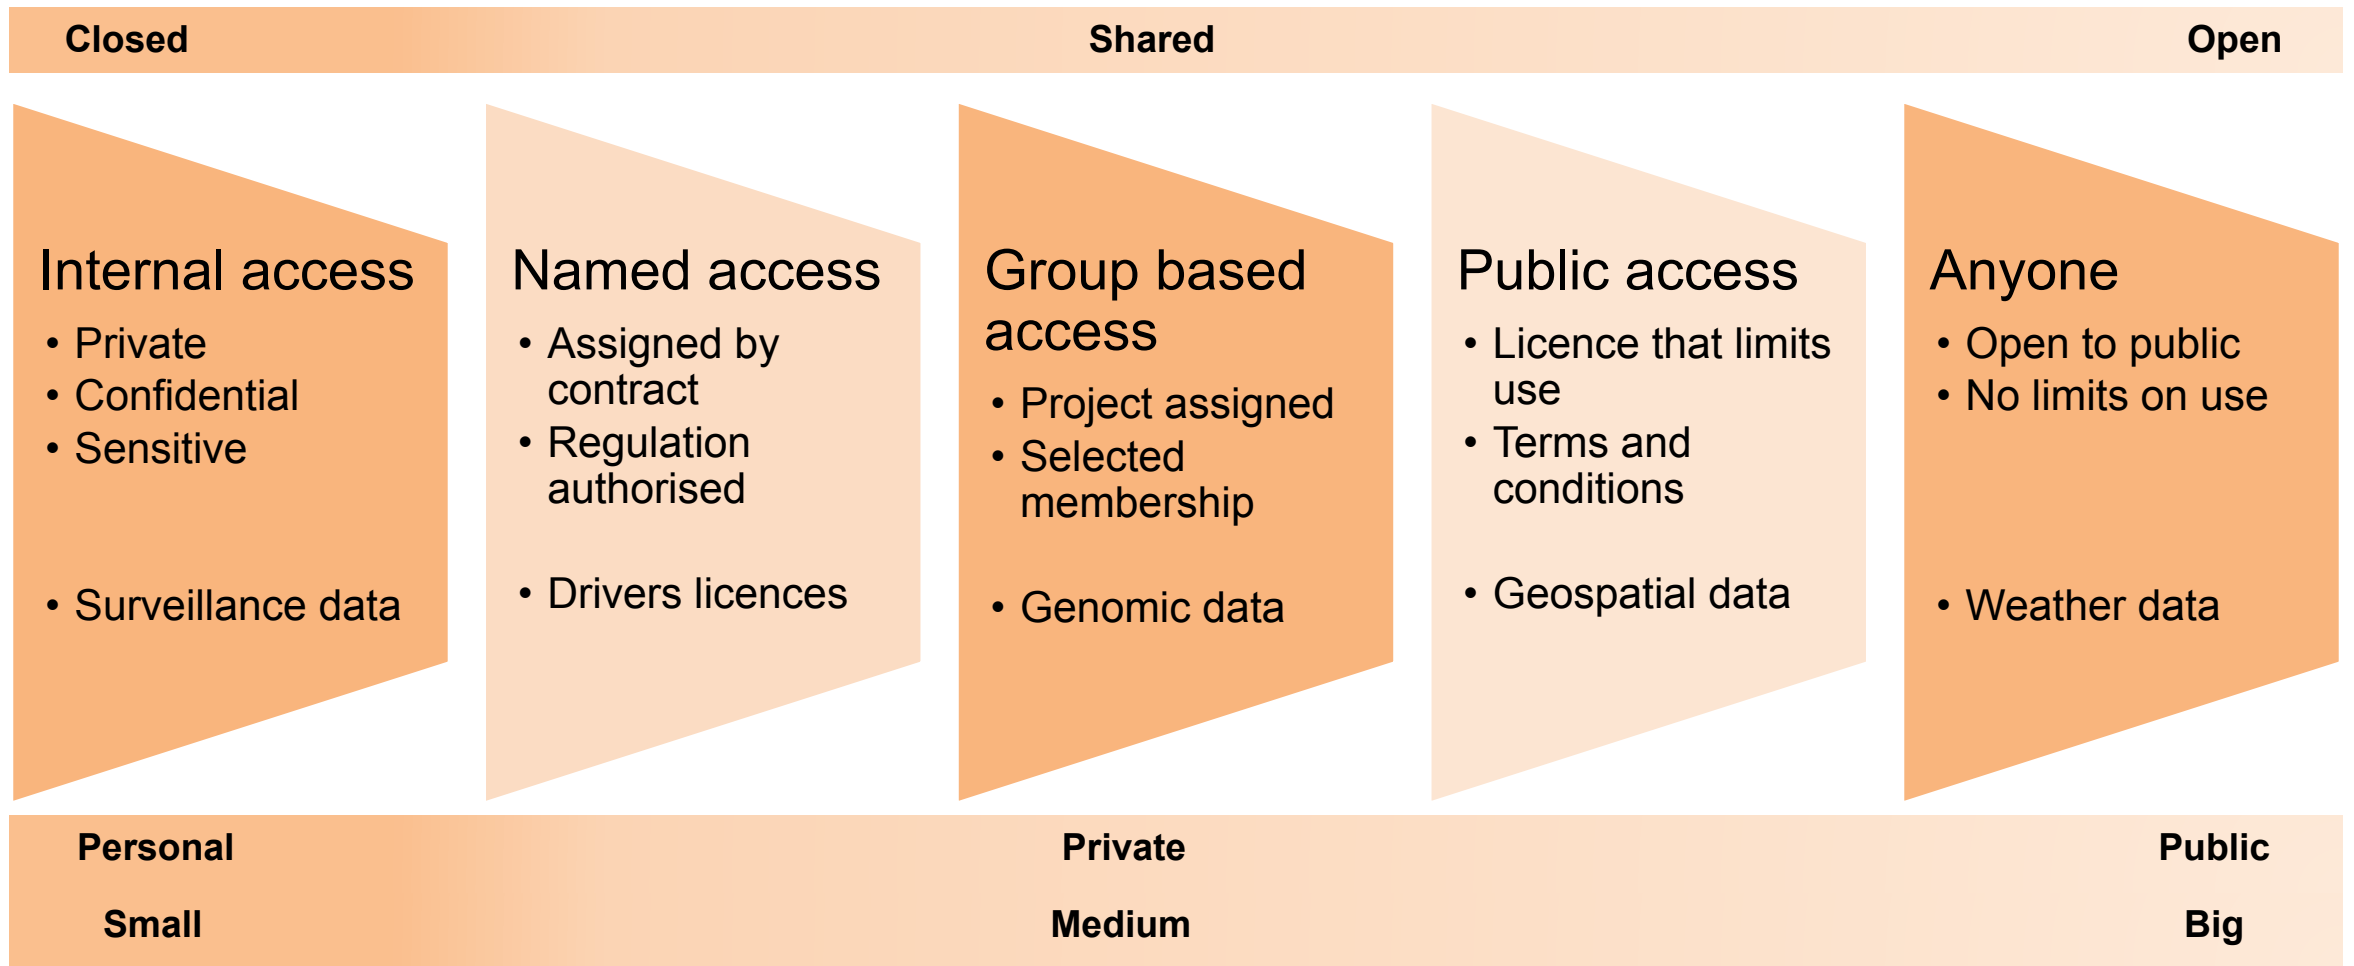 Closed Shared Open
Internal access
• Private
• Confidential
• Sensitive
• Surveillance data
Named access
• Assigned by
contract
• Regulation
authorised
• Drivers licences
Group based
access
• Project assigned
• Selected
membership
• Genomic data
Public access
• Licence that limits
use
• Terms and
conditions
• Geospatial data
Anyone
• Open to public
• No limits on use
• Weather data
Personal Private Public
Small Medium Big